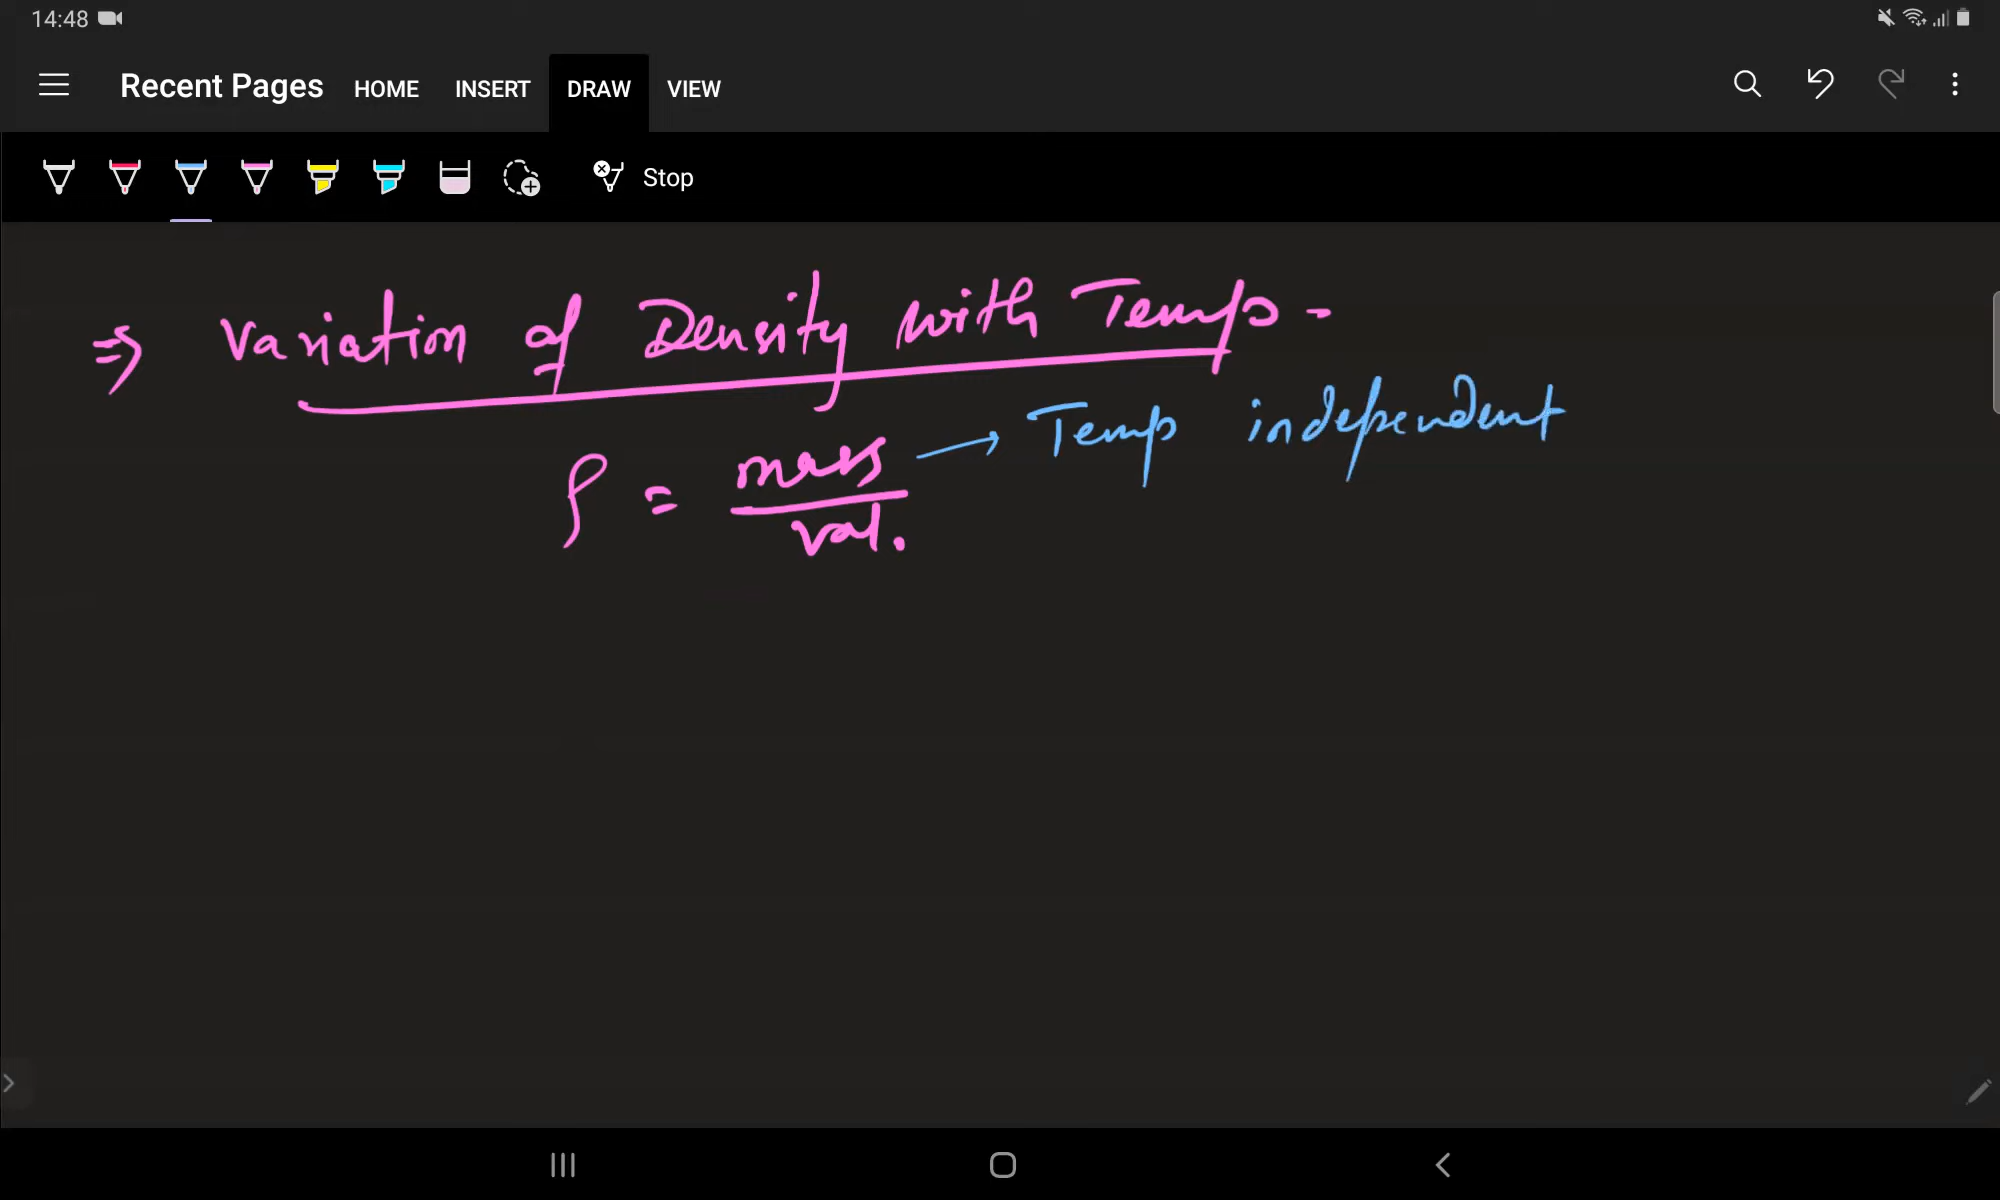 14:48
Recent Pages HOME INSERT DRAW VIEW
Stop
⇒ Variation of Density with Temp -
ρ = mass / vol. → Temp independent